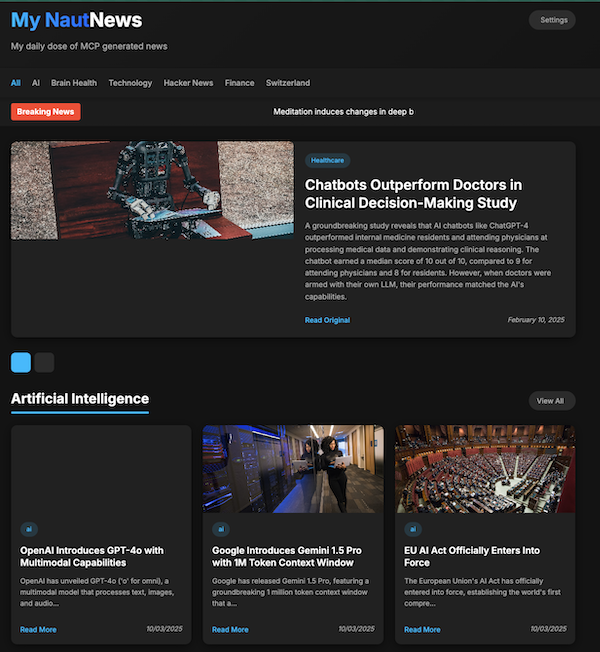 My NautNews
Settings
My daily dose of MCP generated news
All AI Brain Health Technology Hacker News Finance Switzerland
Breaking News
Meditation induces changes in deep b
Healthcare
Chatbots Outperform Doctors in
Clinical Decision-Making Study
A groundbreaking study reveals that AI chatbots like ChatGPT-4
outperformed internal medicine residents and attending physicians at
processing medical data and demonstrating clinical reasoning. The
chatbot earned a median score of 10 out of 10, compared to 9 for
attending physicians and 8 for residents. However, when doctors were
armed with their own LLM, their performance matched the AI's
capabilities.
Read Original
February 10, 2025
Artificial Intelligence
View All
ai
OpenAI Introduces GPT-4o with
Multimodal Capabilities
OpenAI has unveiled GPT-4o ('o' for omni), a
multimodal model that processes text, images,
and audio...
Read More
10/03/2025
ai
Google Introduces Gemini 1.5 Pro
with 1M Token Context Window
Google has released Gemini 1.5 Pro, featuring a
groundbreaking 1 million token context window
that a...
Read More
10/03/2025
ai
EU AI Act Officially Enters Into
Force
The European Union's AI Act has officially
entered into force, establishing the world's first
compre...
Read More
10/03/2025